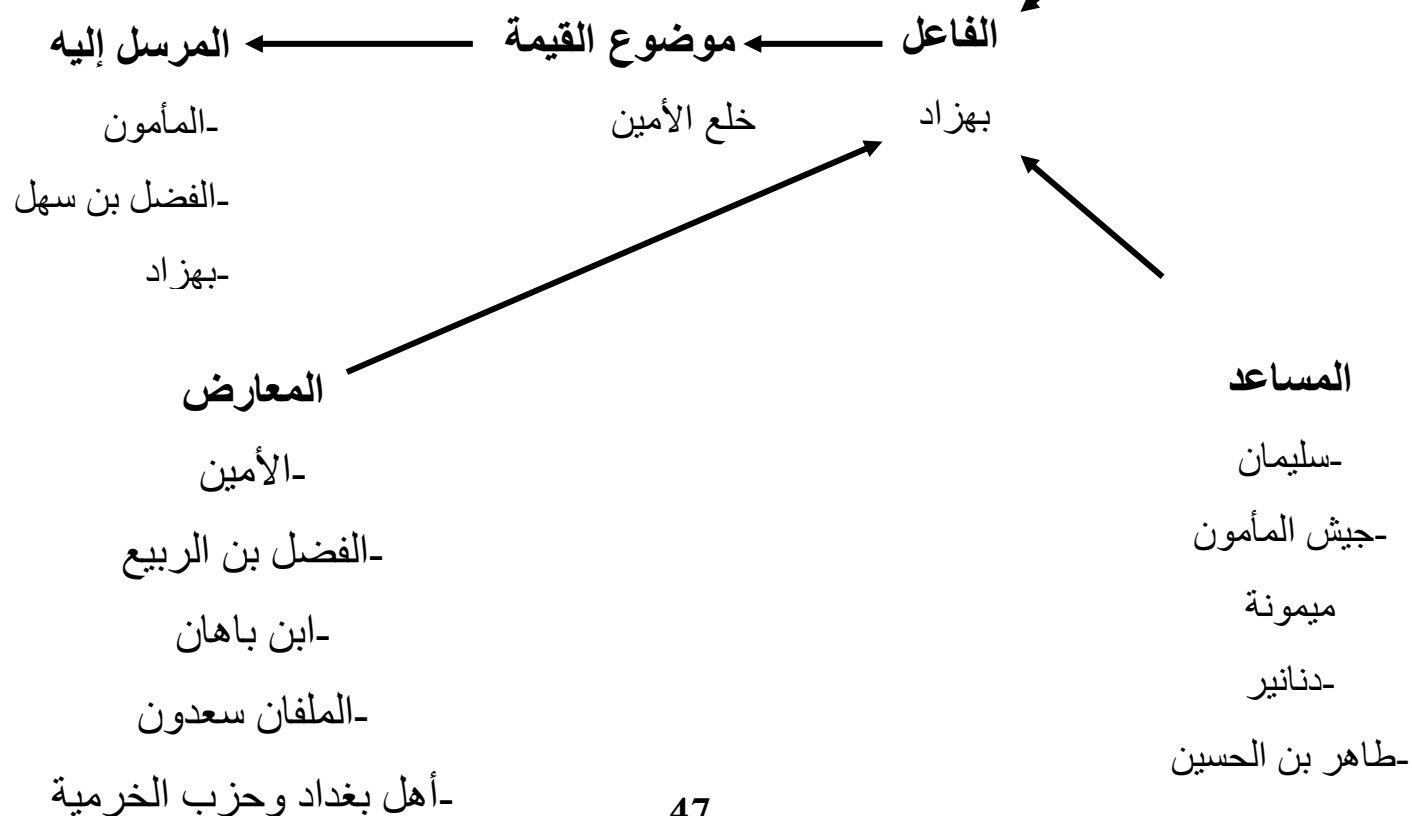 الفاعل موضوع القيمة المرسل إليه
بهزاد خلع الأمين -المأمون
-الفضل بن سهل
-بهزاد
المساعد المعارض
-سليمان -الأمين
-جيش المأمون -الفضل بن الربيع
ميمونة -ابن باهان
-دنانير -الملفان سعدون
-طاهر بن الحسين -أهل بغداد وحزب الخرمية
47